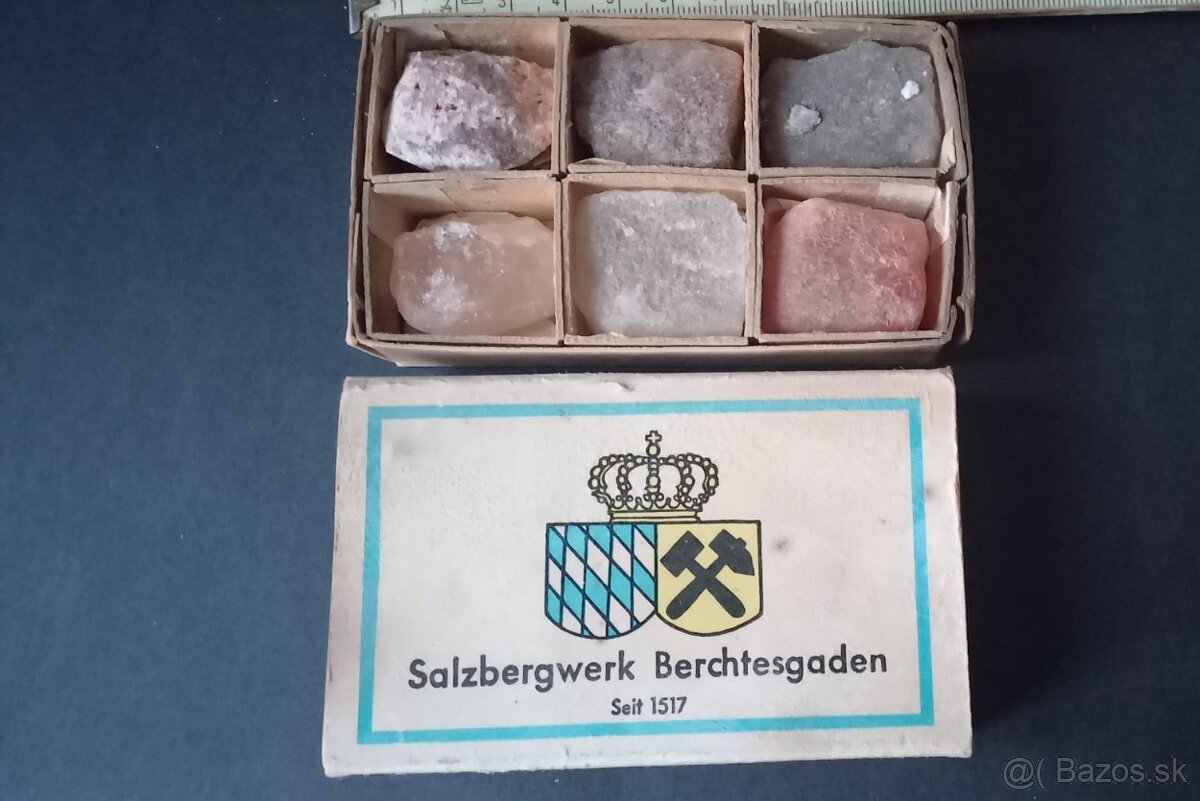 Salzbergwerk Berchtesgaden
Seit 1517
@( Bazos.sk